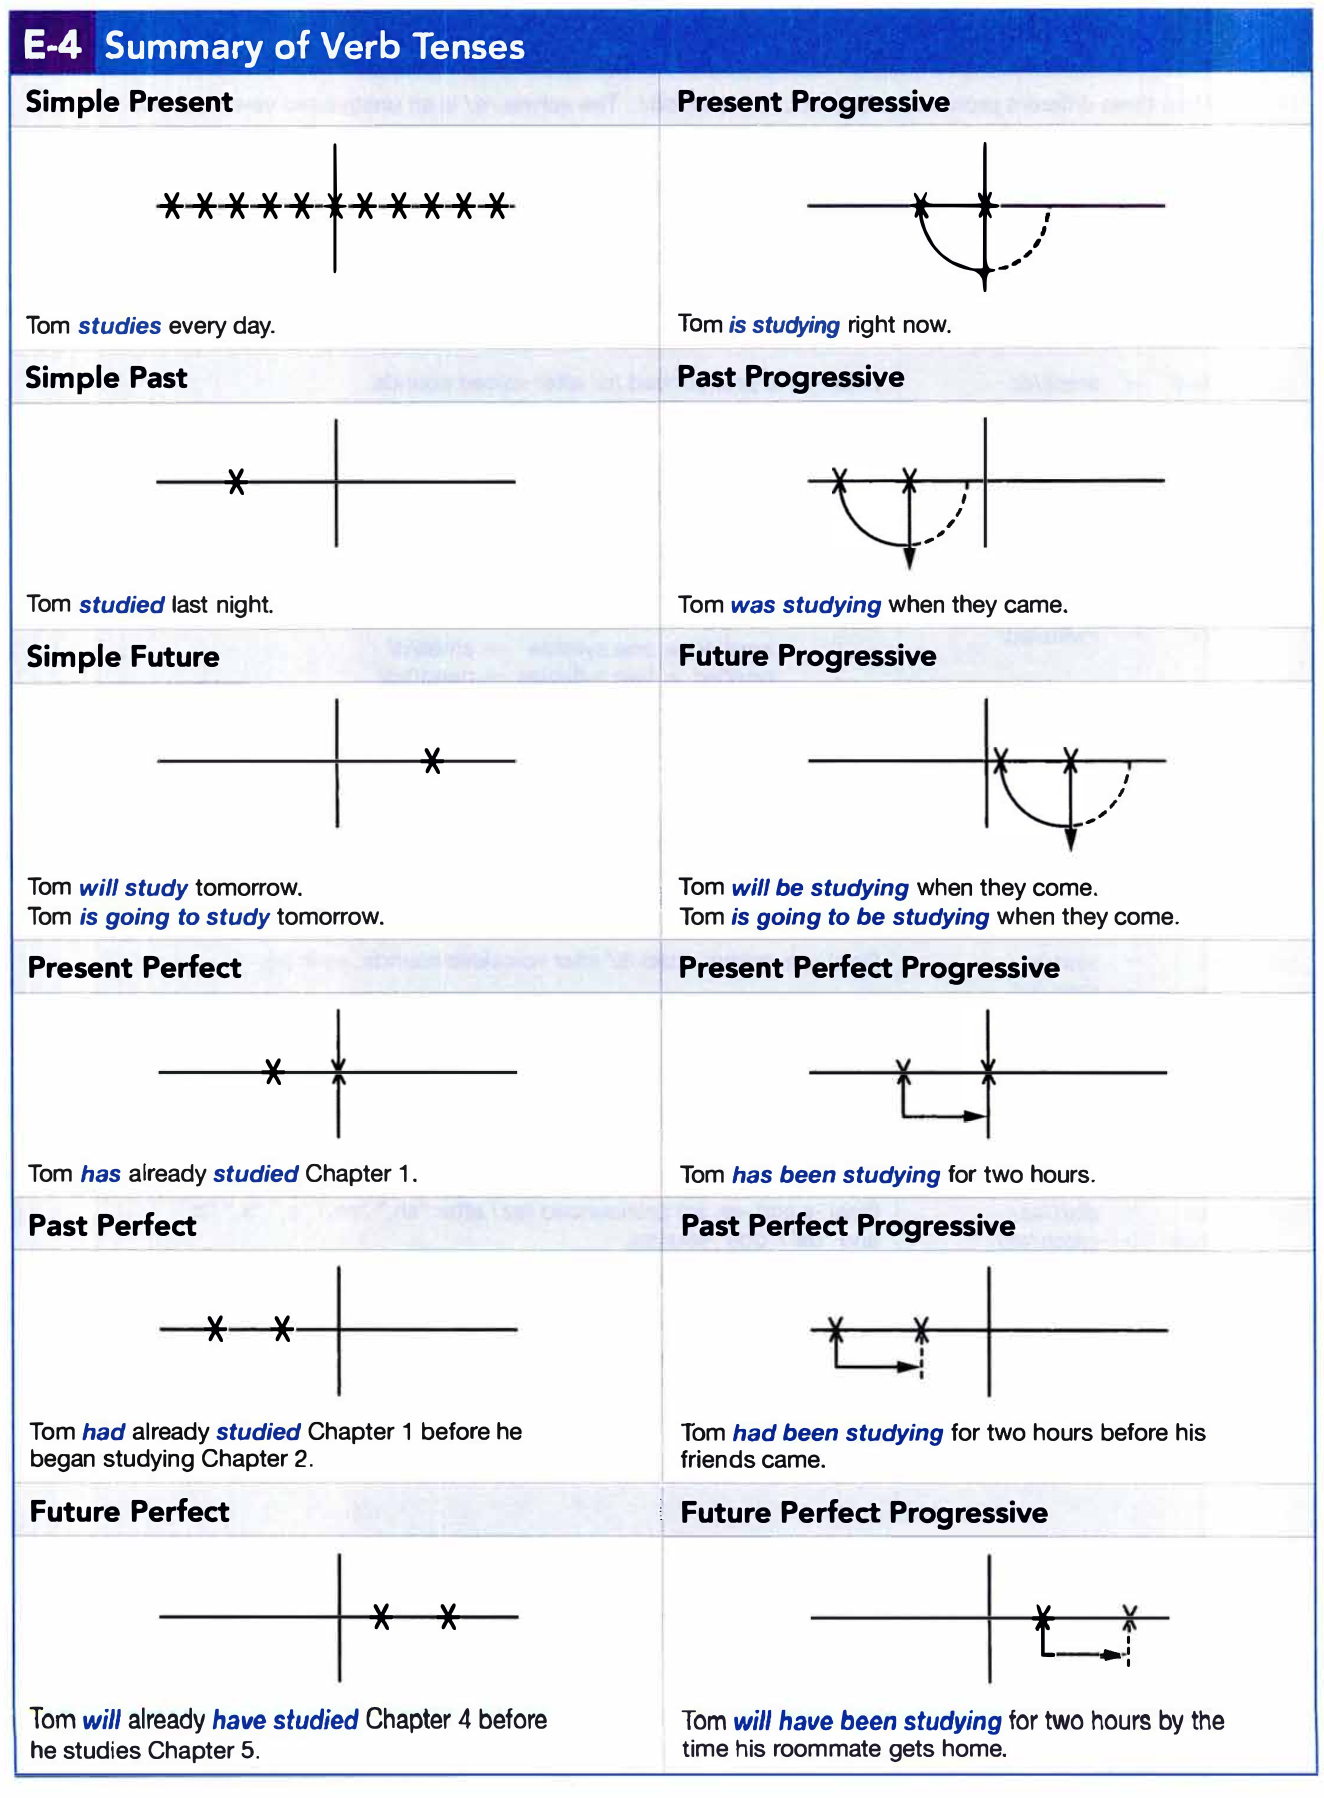 E-4 Summary of Verb Tenses
Simple Present
Present Progressive
Tom studies every day.
Tom is studying right now.
Simple Past
Past Progressive
Tom studied last night.
Tom was studying when they came.
Simple Future
Future Progressive
Tom will study tomorrow.
Tom is going to study tomorrow.
Tom will be studying when they come.
Tom is going to be studying when they come.
Present Perfect
Present Perfect Progressive
Tom has already studied Chapter 1.
Tom has been studying for two hours.
Past Perfect
Past Perfect Progressive
Tom had already studied Chapter 1 before he
began studying Chapter 2.
Tom had been studying for two hours before his
friends came.
Future Perfect
Future Perfect Progressive
Tom will already have studied Chapter 4 before
he studies Chapter 5.
Tom will have been studying for two hours by the
time his roommate gets home.